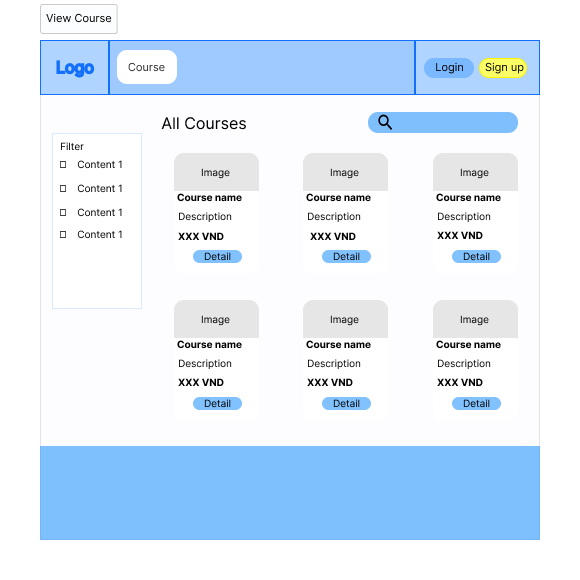 View Course
Logo
Course
Login
Sign up
All Courses
Filter
Content 1
Content 1
Content 1
Content 1
Image
Image
Image
Course name
Course name
Course name
Description
Description
Description
XXX VND
XXX VND
XXX VND
Detail
Detail
Detail
Image
Image
Image
Course name
Course name
Course name
Description
Description
Description
XXX VND
XXX VND
XXX VND
Detail
Detail
Detail